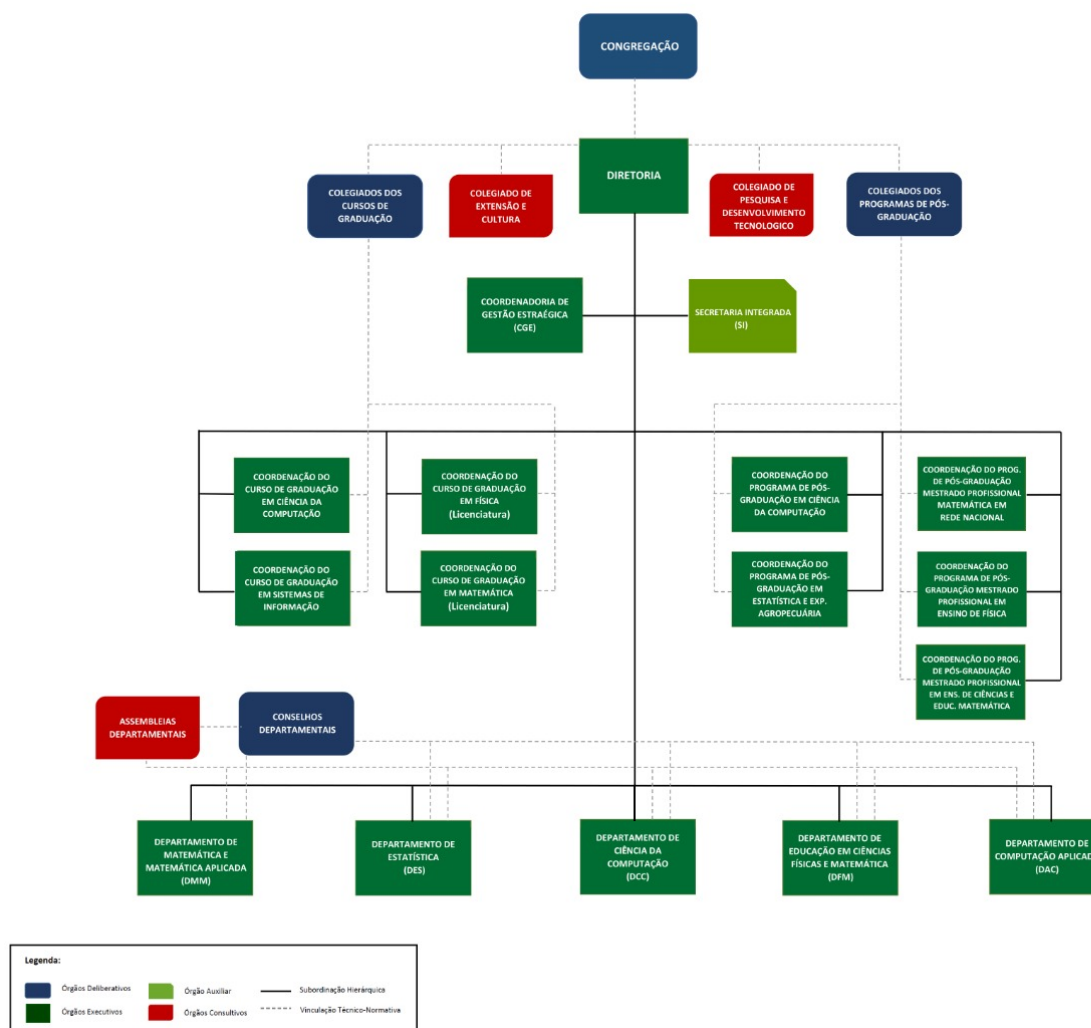 CONGREGAÇÃO
DIRETORIA
COLEGIADOS DOS
CURSOS DE
GRADUAÇÃO
COLEGIADO DE
EXTENSÃO E
CULTURA
COLEGIADO DE
PESQUISA E
DESENVOLVIMENTO
TECNOLOGICO
COLEGIADOS DOS
PROGRAMAS DE PÓS-
GRADUAÇÃO
COORDENADORIA DE
GESTÃO ESTRAÉGICA
(CGE)
SECRETARIA INTEGRADA
(SI)
COORDENAÇÃO DO
CURSO DE GRADUAÇÃO
EM CIÊNCIA DA
COMPUTAÇÃO
COORDENAÇÃO DO
CURSO DE GRADUAÇÃO
EM FÍSICA
(Licenciatura)
COORDENAÇÃO DO
PROGRAMA DE PÓS-
GRADUAÇÃO EM CIÊNCIA
DA COMPUTAÇÃO
COORDENAÇÃO DO PROG.
DE PÓS-GRADUAÇÃO
MESTRADO PROFISSIONAL
MATEMÁTICA EM
REDE NACIONAL
COORDENAÇÃO DO
CURSO DE GRADUAÇÃO
EM SISTEMAS DE
INFORMAÇÃO
COORDENAÇÃO DO
CURSO DE GRADUAÇÃO
EM MATEMÁTICA
(Licenciatura)
COORDENAÇÃO DO
PROGRAMA DE PÓS-
GRADUAÇÃO EM
ESTATÍSTICA E EXP.
AGROPECUÁRIA
COORDENAÇÃO DO
PROGRAMA DE PÓS-
GRADUAÇÃO MESTRADO
PROFISSIONAL EM
ENSINO DE FÍSICA
COORDENAÇÃO DO PROG.
DE PÓS-GRADUAÇÃO
MESTRADO PROFISSIONAL
EM ENS. DE CIÊNCIAS E
EDUC. MATEMÁTICA
ASSEMBLEIAS
DEPARTAMENTAIS
CONSELHOS
DEPARTAMENTAIS
DEPARTAMENTO DE
MATEMÁTICA E
MATEMÁTICA APLICADA
(DMM)
DEPARTAMENTO DE
ESTATÍSTICA
(DES)
DEPARTAMENTO DE
CIÊNCIA DA
COMPUTAÇÃO
(DCC)
DEPARTAMENTO DE
EDUCAÇÃO EM CIÊNCIAS
FÍSICAS E MATEMÁTICA
(DFM)
DEPARTAMENTO DE
COMPUTAÇÃO APLICADA
(DAC)
Legenda:
Órgãos Deliberativos
Órgão Auxiliar
Subordinação Hierárquica
Órgãos Executivos
Órgãos Consultivos
Vinculação Técnico-Normativa